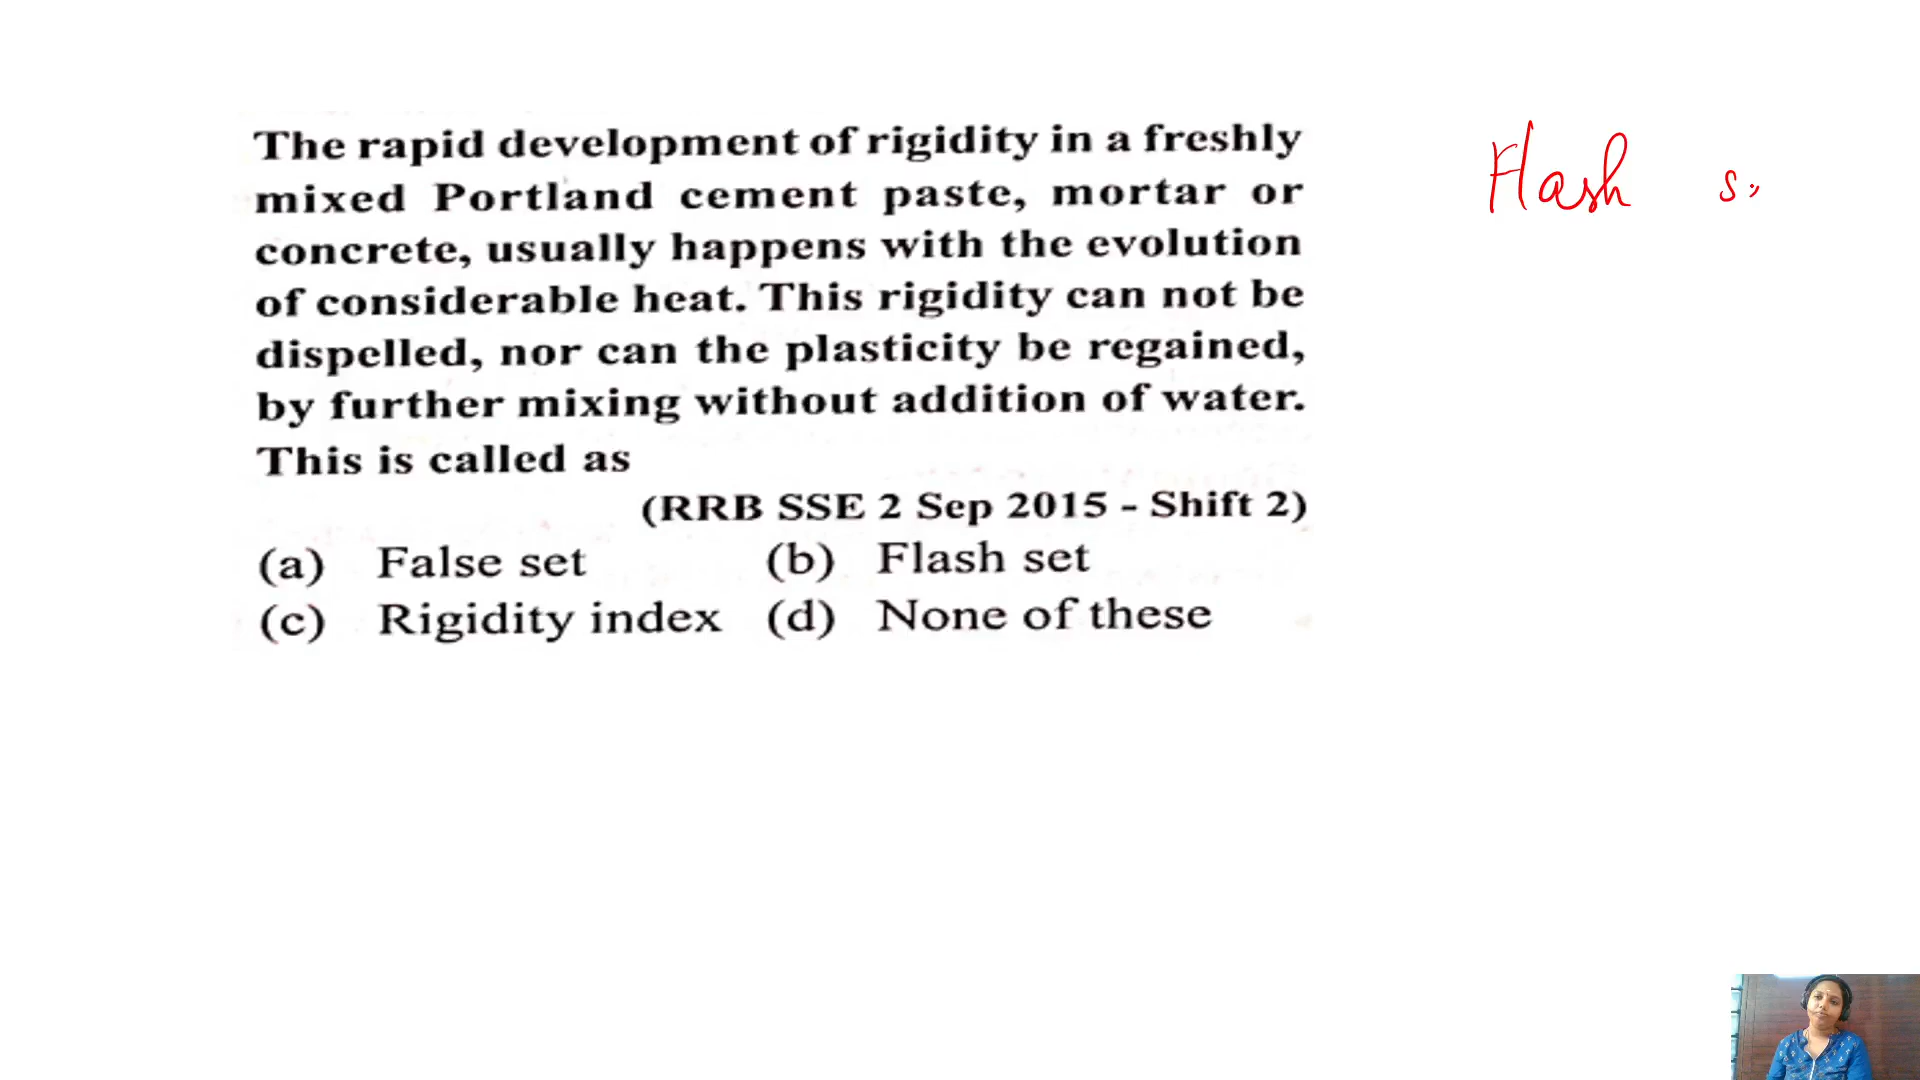 The rapid development of rigidity in a freshly
mixed Portland cement paste, mortar or
concrete, usually happens with the evolution
of considerable heat. This rigidity can not be
dispelled, nor can the plasticity be regained,
by further mixing without addition of water.
This is called as
(RRB SSE 2 Sep 2015 - Shift 2)
(a) False set (b) Flash set
(c) Rigidity index (d) None of these
Flash s